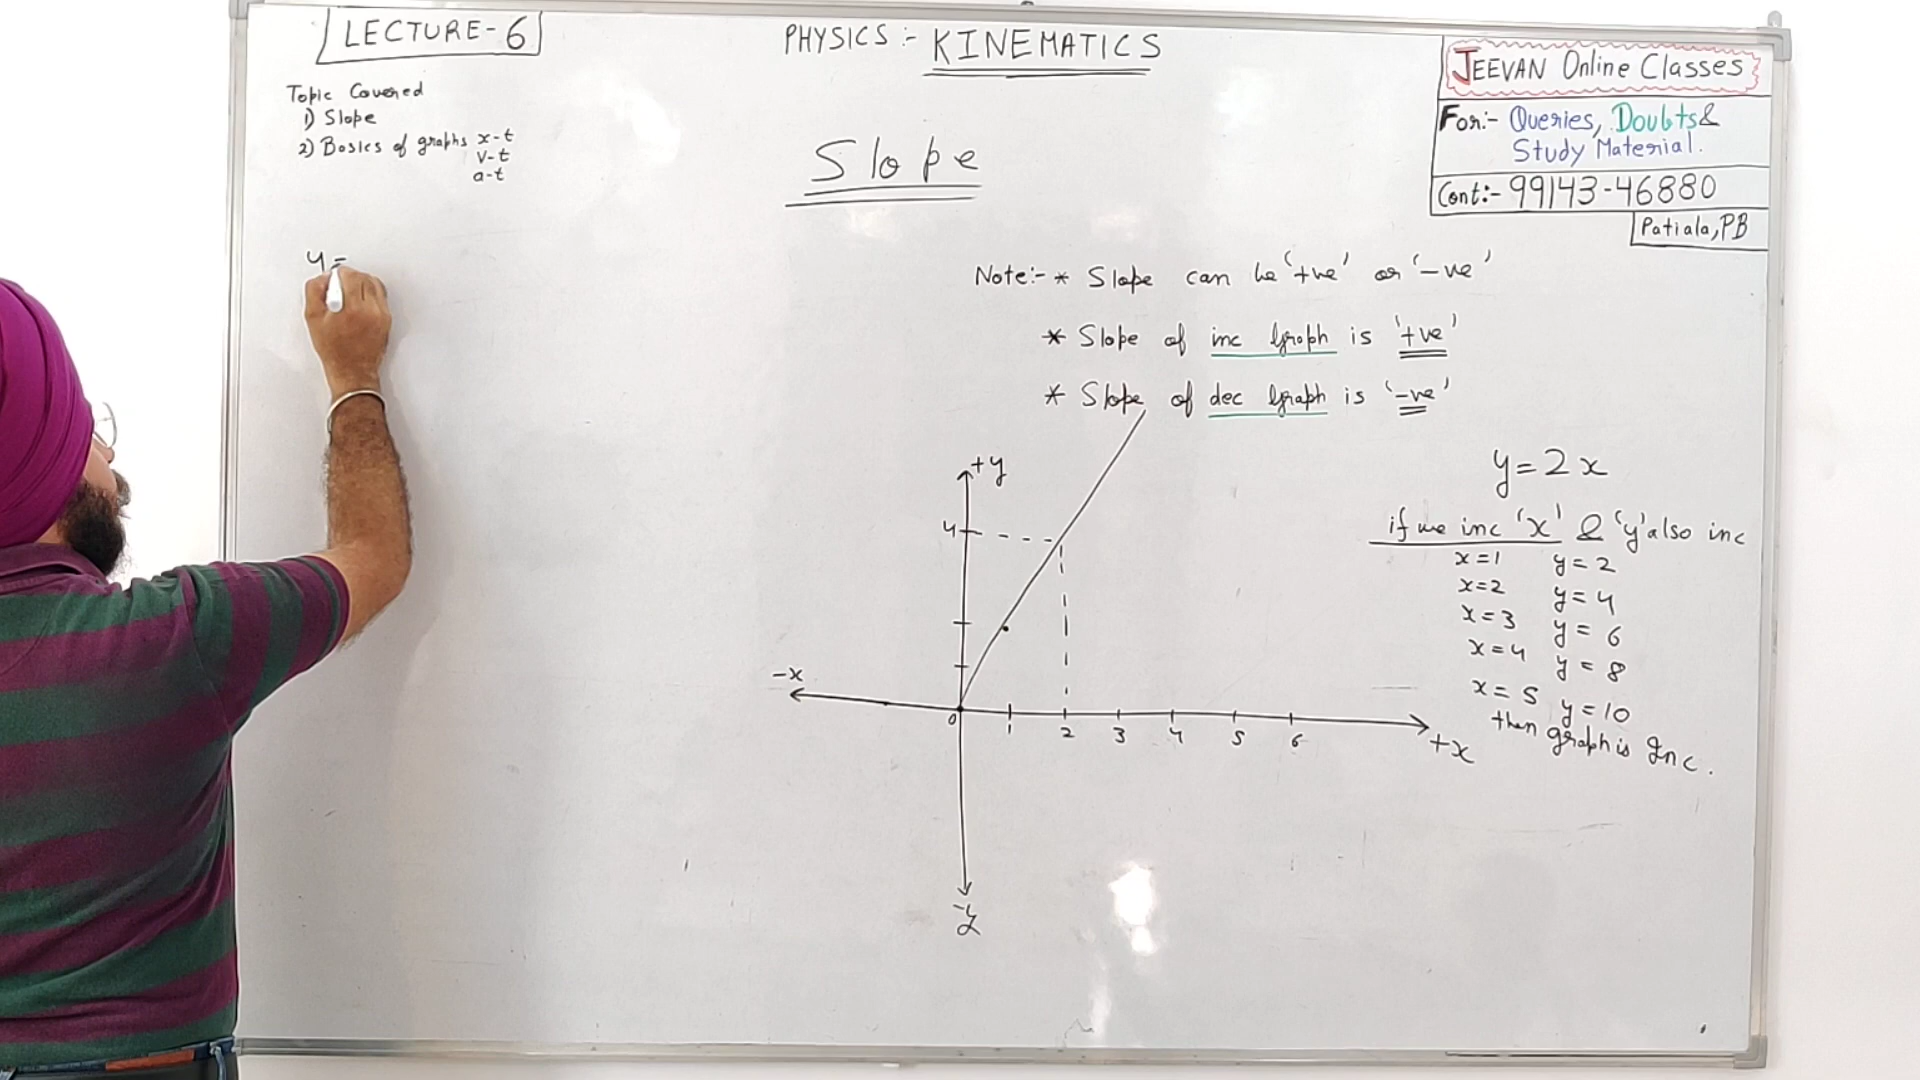 LECTURE-6
PHYSICS:- KINEMATICS
JEEVAN Online Classes
For:- Queries, Doubts &
Study Material.
Cont:- 99143-46880
Patiala, PB
Topic Covered
1) Slope
2) Basics of graphs x-t
v-t
a-t
Slope
y=
Note:- * Slope can be '+ve' or '-ve'
* Slope of inc graph is '+ve'
* Slope of dec graph is '-ve'
y=2x
if we inc 'x' & 'y' also inc
x=1 y=2
x=2 y=4
x=3 y=6
x=4 y=8
x=5 y=10
then graph is Inc.
+y
4
-x
0 1 2 3 4 5 6
+x
-y